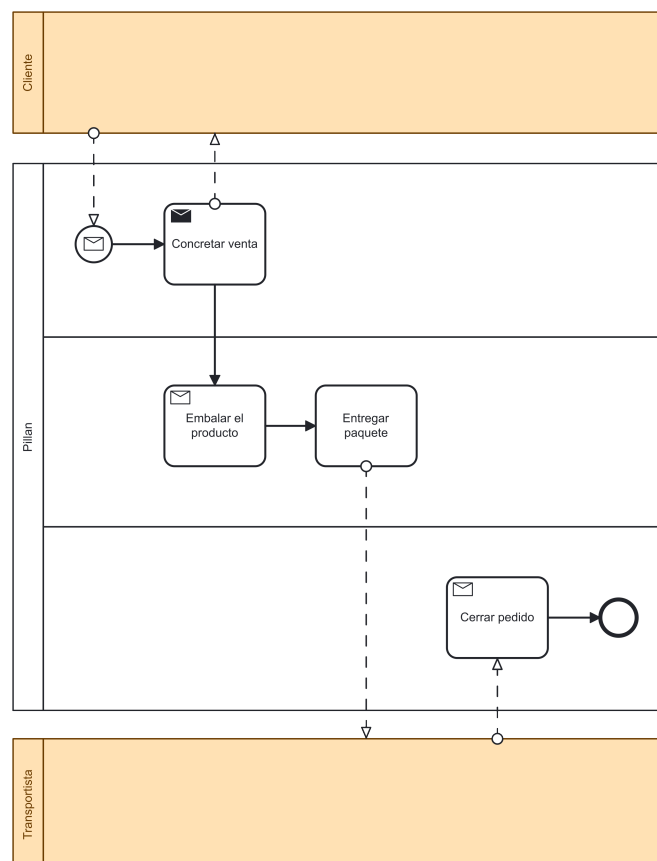 Cliente
Concretar venta
Pillan
Embalar el
producto
Entregar
paquete
Cerrar pedido
Transportista